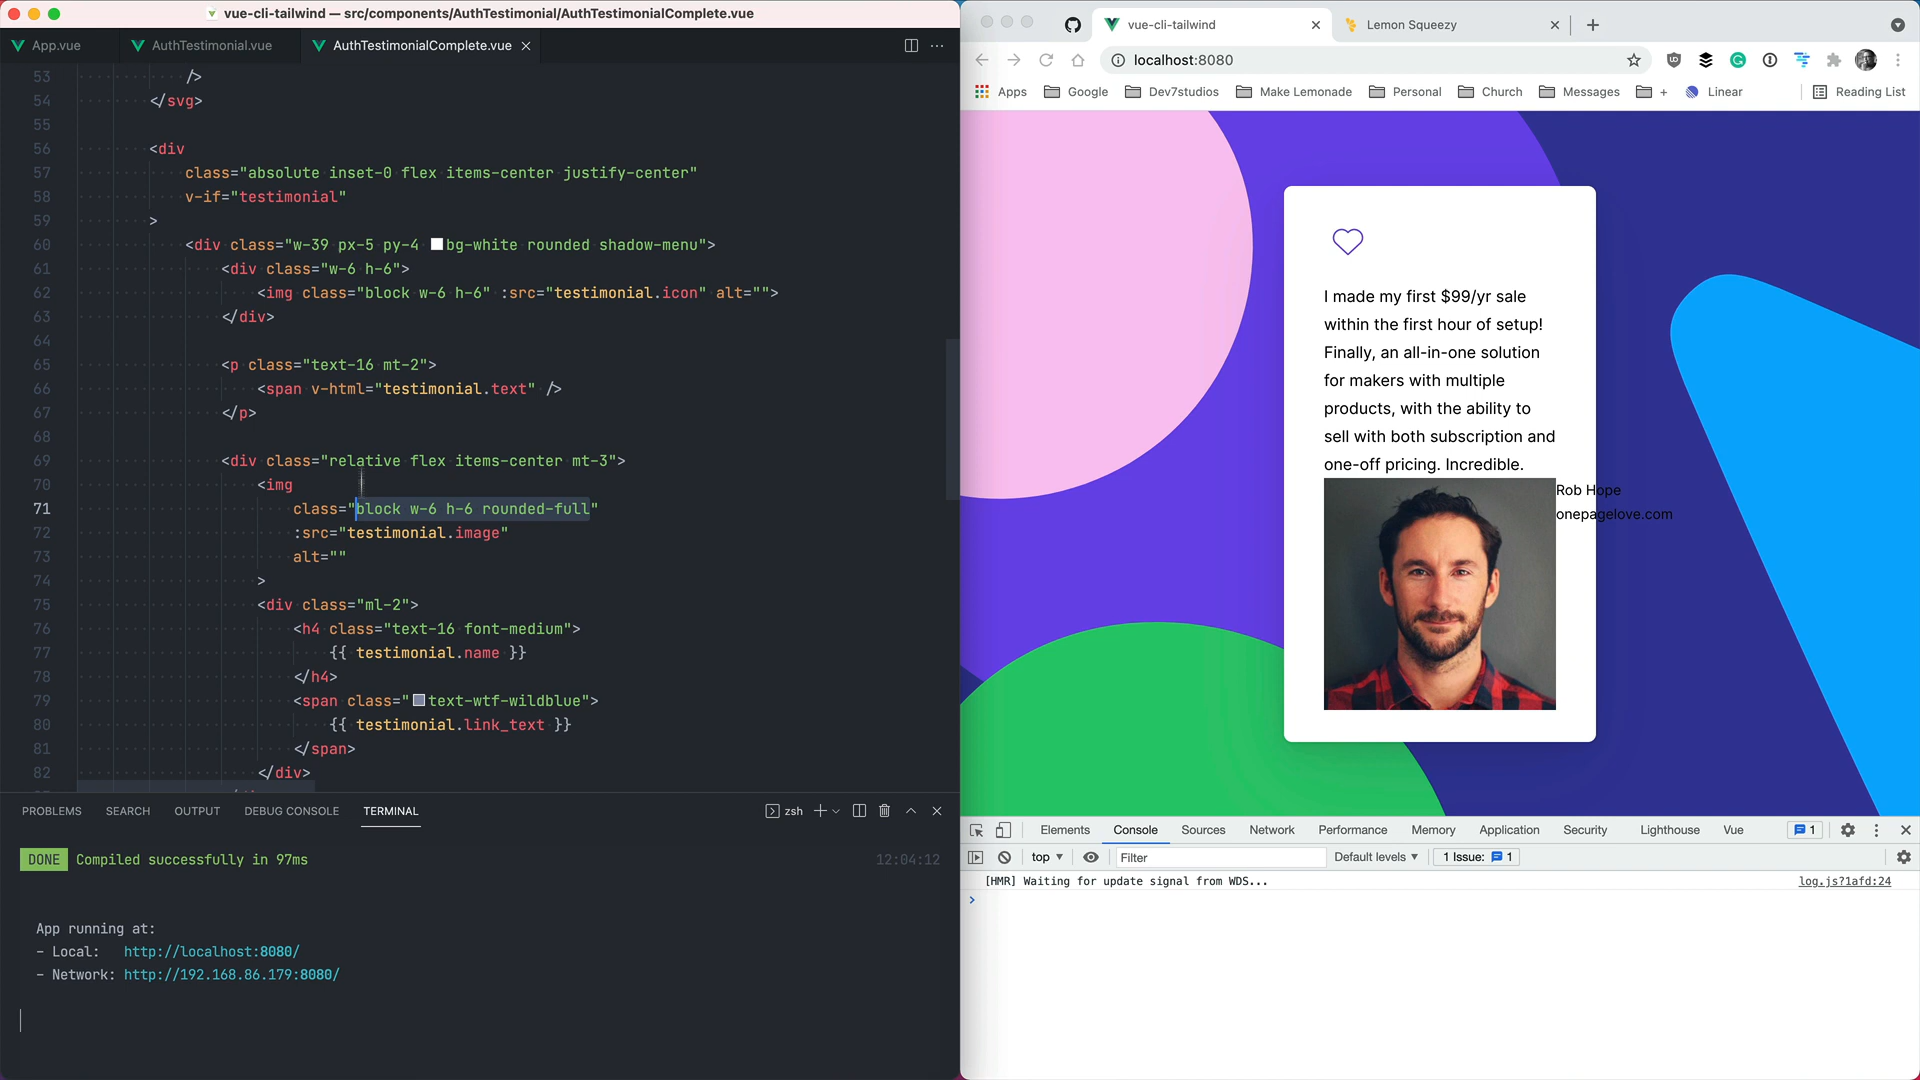 vue-cli-tailwind — src/components/AuthTestimonial/AuthTestimonialComplete.vue
App.vue
AuthTestimonial.vue
AuthTestimonialComplete.vue
53 />
54 </svg>
55
56 <div
57 class="absolute inset-0 flex items-center justify-center"
58 v-if="testimonial"
59 >
60 <div class="w-39 px-5 py-4 bg-white rounded shadow-menu">
61 <div class="w-6 h-6">
62 <img class="block w-6 h-6" :src="testimonial.icon" alt="">
63 </div>
64
65 <p class="text-16 mt-2">
66 <span v-html="testimonial.text" />
67 </p>
68
69 <div class="relative flex items-center mt-3">
70 <img
71 class="block w-6 h-6 rounded-full"
72 :src="testimonial.image"
73 alt=""
74 >
75 <div class="ml-2">
76 <h4 class="text-16 font-medium">
77 {{ testimonial.name }}
78 </h4>
79 <span class="text-wtf-wildblue">
80 {{ testimonial.link_text }}
81 </span>
82 </div>
PROBLEMS SEARCH OUTPUT DEBUG CONSOLE TERMINAL zsh
DONE Compiled successfully in 97ms 12:04:12
App running at:
- Local: http://localhost:8080/
- Network: http://192.168.86.179:8080/
vue-cli-tailwind
Lemon Squeezy
localhost:8080
Apps Google Dev7studios Make Lemonade Personal Church Messages + Linear Reading List
I made my first $99/yr sale
within the first hour of setup!
Finally, an all-in-one solution
for makers with multiple
products, with the ability to
sell with both subscription and
one-off pricing. Incredible.
Rob Hope
onepagelove.com
Elements Console Sources Network Performance Memory Application Security Lighthouse Vue 1
top Filter Default levels 1 Issue: 1
[HMR] Waiting for update signal from WDS... log.js?1afd:24